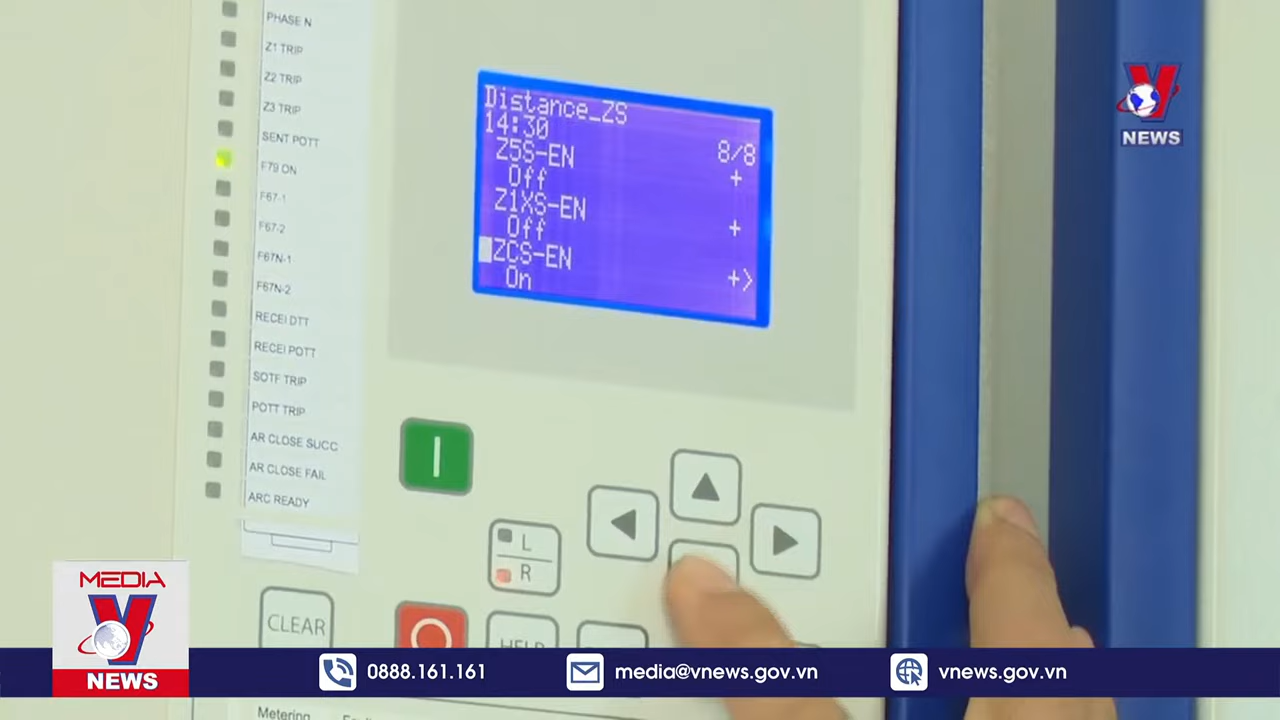 PHASE N
Z1 TRIP
Z2 TRIP
Z3 TRIP
SENT POTT
F79 ON
F67-1
F67-2
F67N-1
F67N-2
RECEI DTT
RECEI POTT
SOTF TRIP
POTT TRIP
AR CLOSE SUCC
AR CLOSE FAIL
ARC READY
Distance_ZS
14:30
Z5S-EN 8/8
Off +
Z1XS-EN
Off +
ZCS-EN
On +>
L
R
CLEAR
HELP
Metering
V NEWS
MEDIA
V NEWS
0888.161.161
media@vnews.gov.vn
vnews.gov.vn